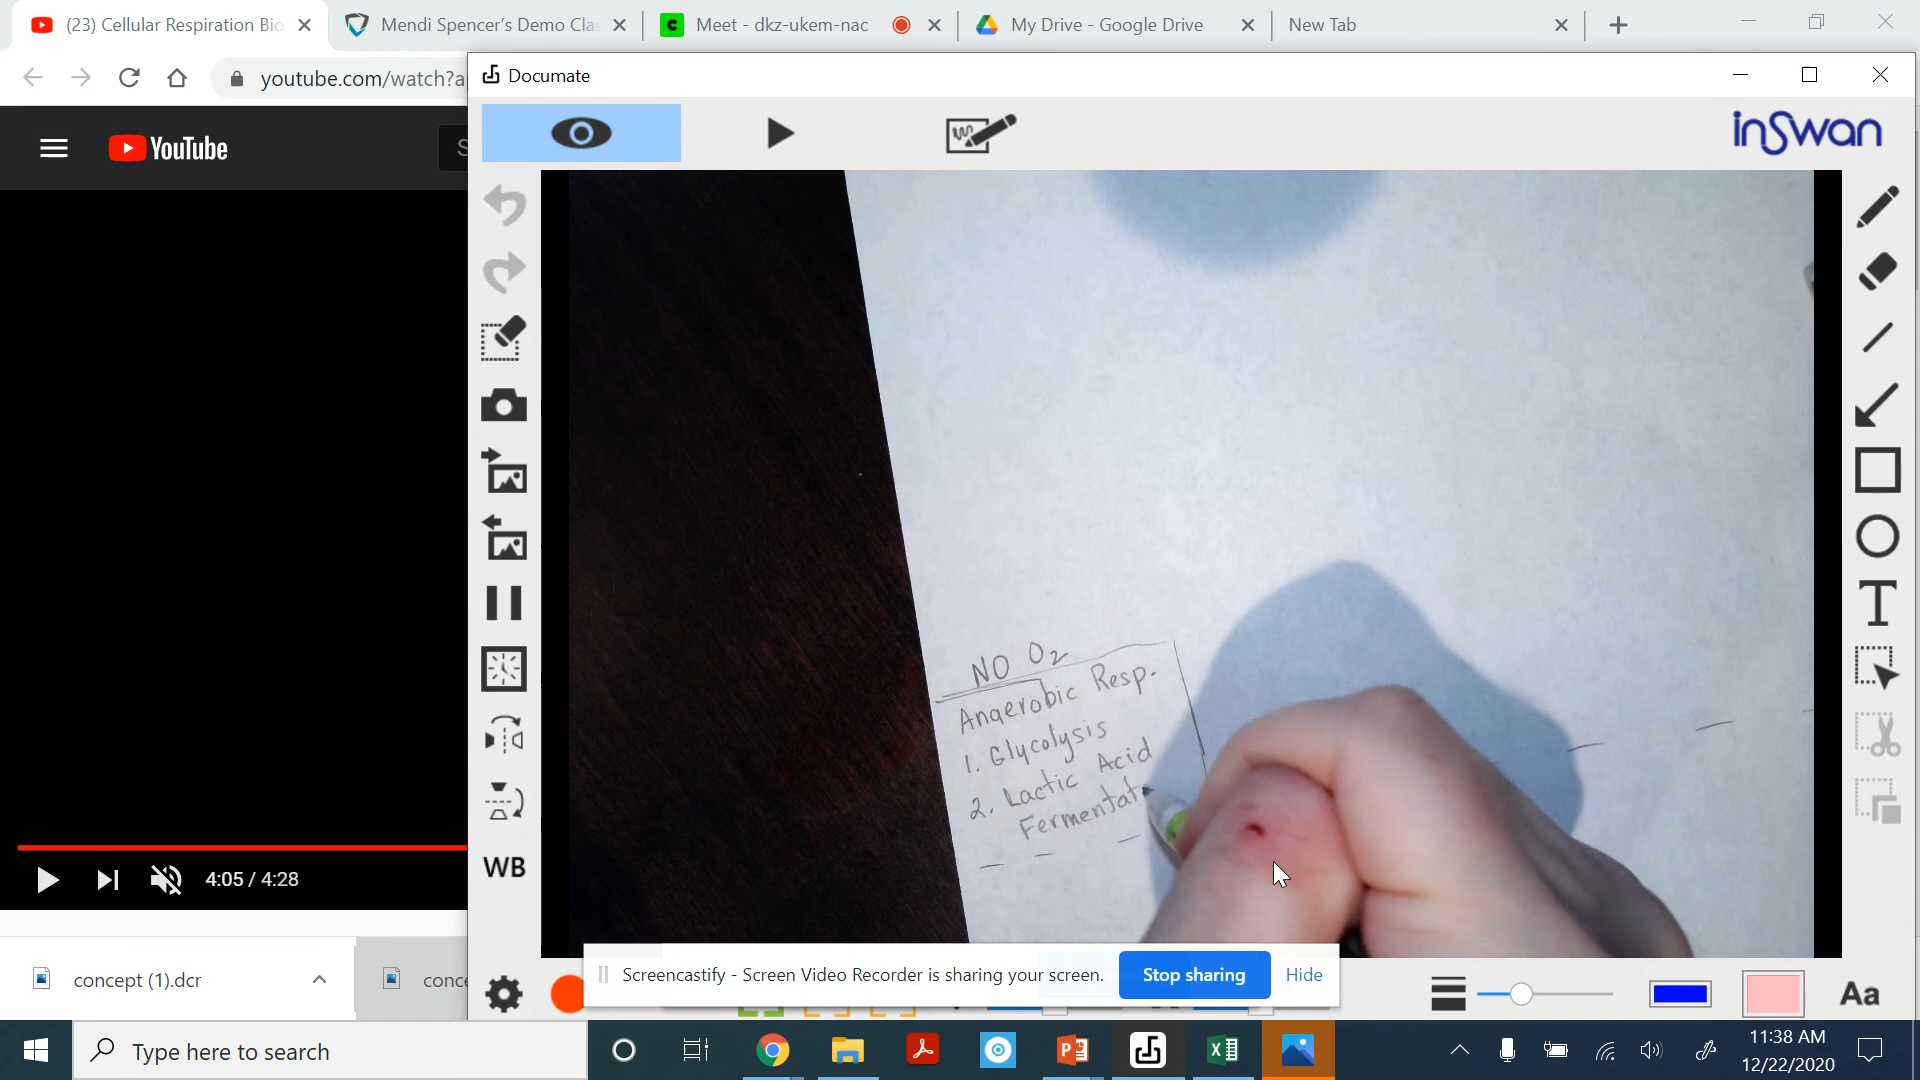 (23) Cellular Respiration Bio
Mendi Spencer's Demo Clas
Meet - dkz-ukem-nac
My Drive - Google Drive
New Tab
youtube.com/watch?a
Documate
YouTube
S
inSwan
NO O2
Anaerobic Resp.
1. Glycolysis
2. Lactic Acid
Fermentat
T
WB
4:05 / 4:28
concept (1).dcr
conce
Screencastify - Screen Video Recorder is sharing your screen.
Stop sharing
Hide
Aa
Type here to search
11:38 AM
12/22/2020